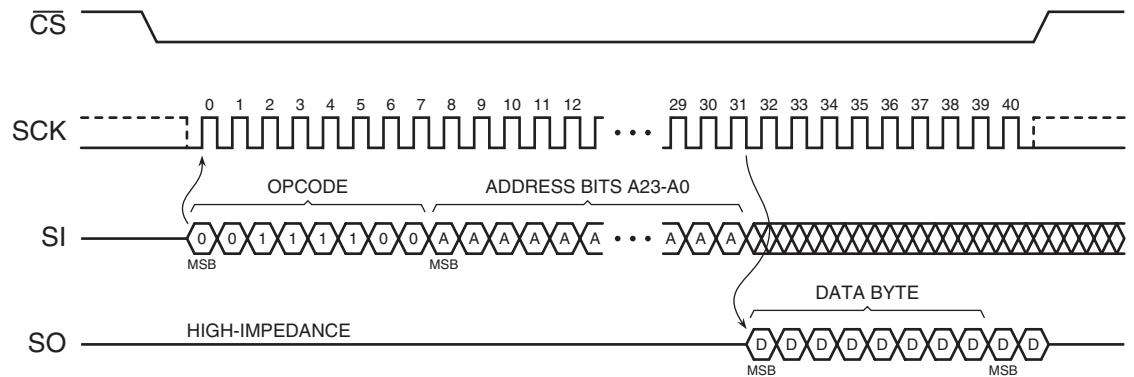 CS
0 1 2 3 4 5 6 7 8 9 10 11 12 29 30 31 32 33 34 35 36 37 38 39 40
SCK
OPCODE ADDRESS BITS A23-A0
SI 0 0 1 1 1 1 0 0 A A A A A A A A A
MSB MSB
DATA BYTE
HIGH-IMPEDANCE
SO D D D D D D D D D D
MSB MSB